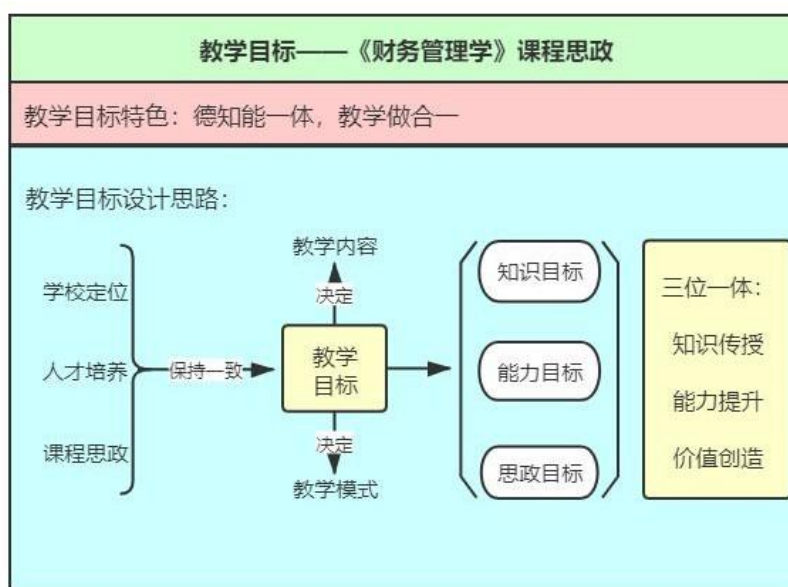 教学目标——《财务管理学》课程思政
教学目标特色：德知能一体，教学做合一
教学目标设计思路：
学校定位
人才培养
课程思政
保持一致
教学内容
决定
教学
目标
决定
教学模式
知识目标
能力目标
思政目标
三位一体：
知识传授
能力提升
价值创造